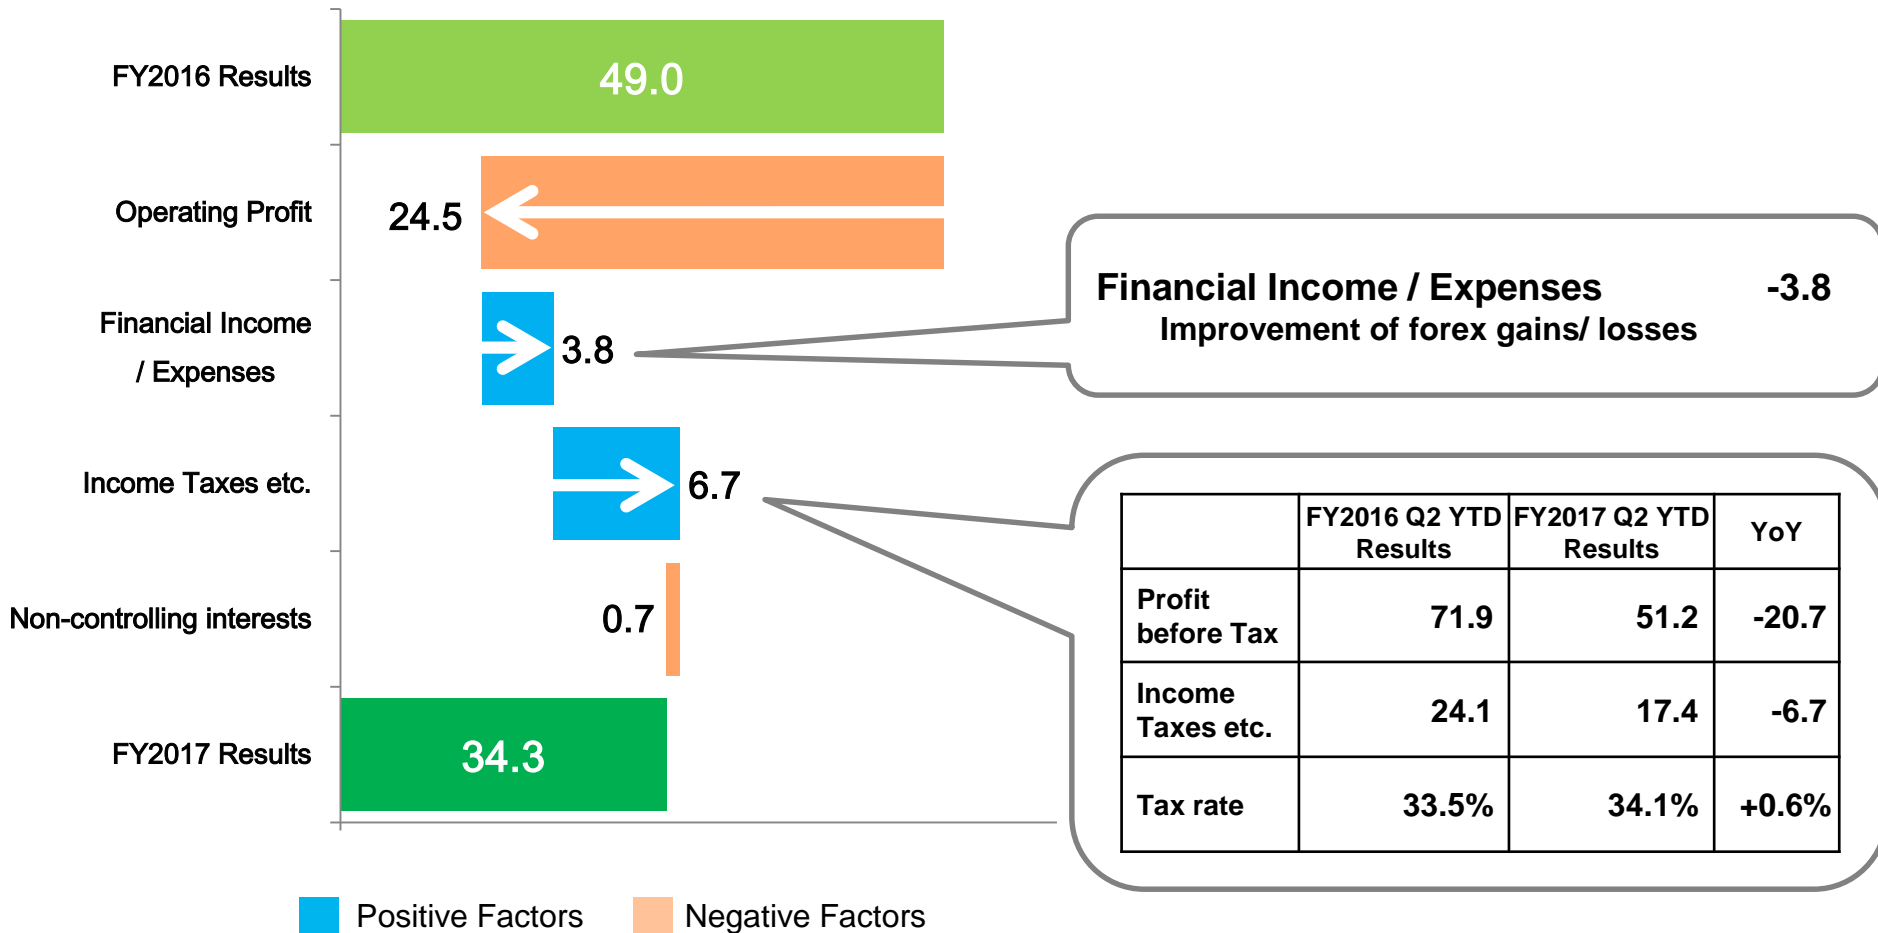 FY2016 Results
49.0
Operating Profit
24.5
Financial Income
/ Expenses
3.8
Financial Income / Expenses -3.8
Improvement of forex gains/ losses
Income Taxes etc.
6.7
FY2016 Q2 YTD
Results
FY2017 Q2 YTD
Results
YoY
Profit
before Tax
71.9
51.2
-20.7
Income
Taxes etc.
24.1
17.4
-6.7
Tax rate
33.5%
34.1%
+0.6%
Non-controlling interests
0.7
FY2017 Results
34.3
Positive Factors
Negative Factors